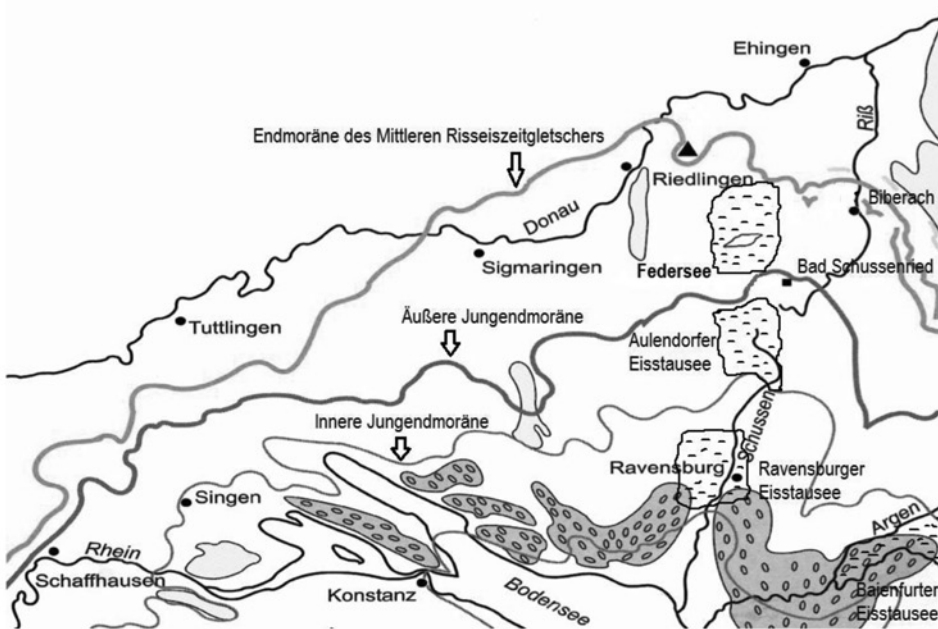 Ehingen
Riß
Endmoräne des Mittleren Risseiszeitgletschers
Riedlingen
Biberach
Donau
Sigmaringen
Federsee
Bad Schussenried
Tuttlingen
Äußere Jungendmoräne
Aulendorfer
Eisstausee
Innere Jungendmoräne
Schussen
Ravensburg
Ravensburger
Eisstausee
Singen
Argen
Rhein
Schaffhausen
Konstanz
Bodensee
Baienfurter
Eisstausee